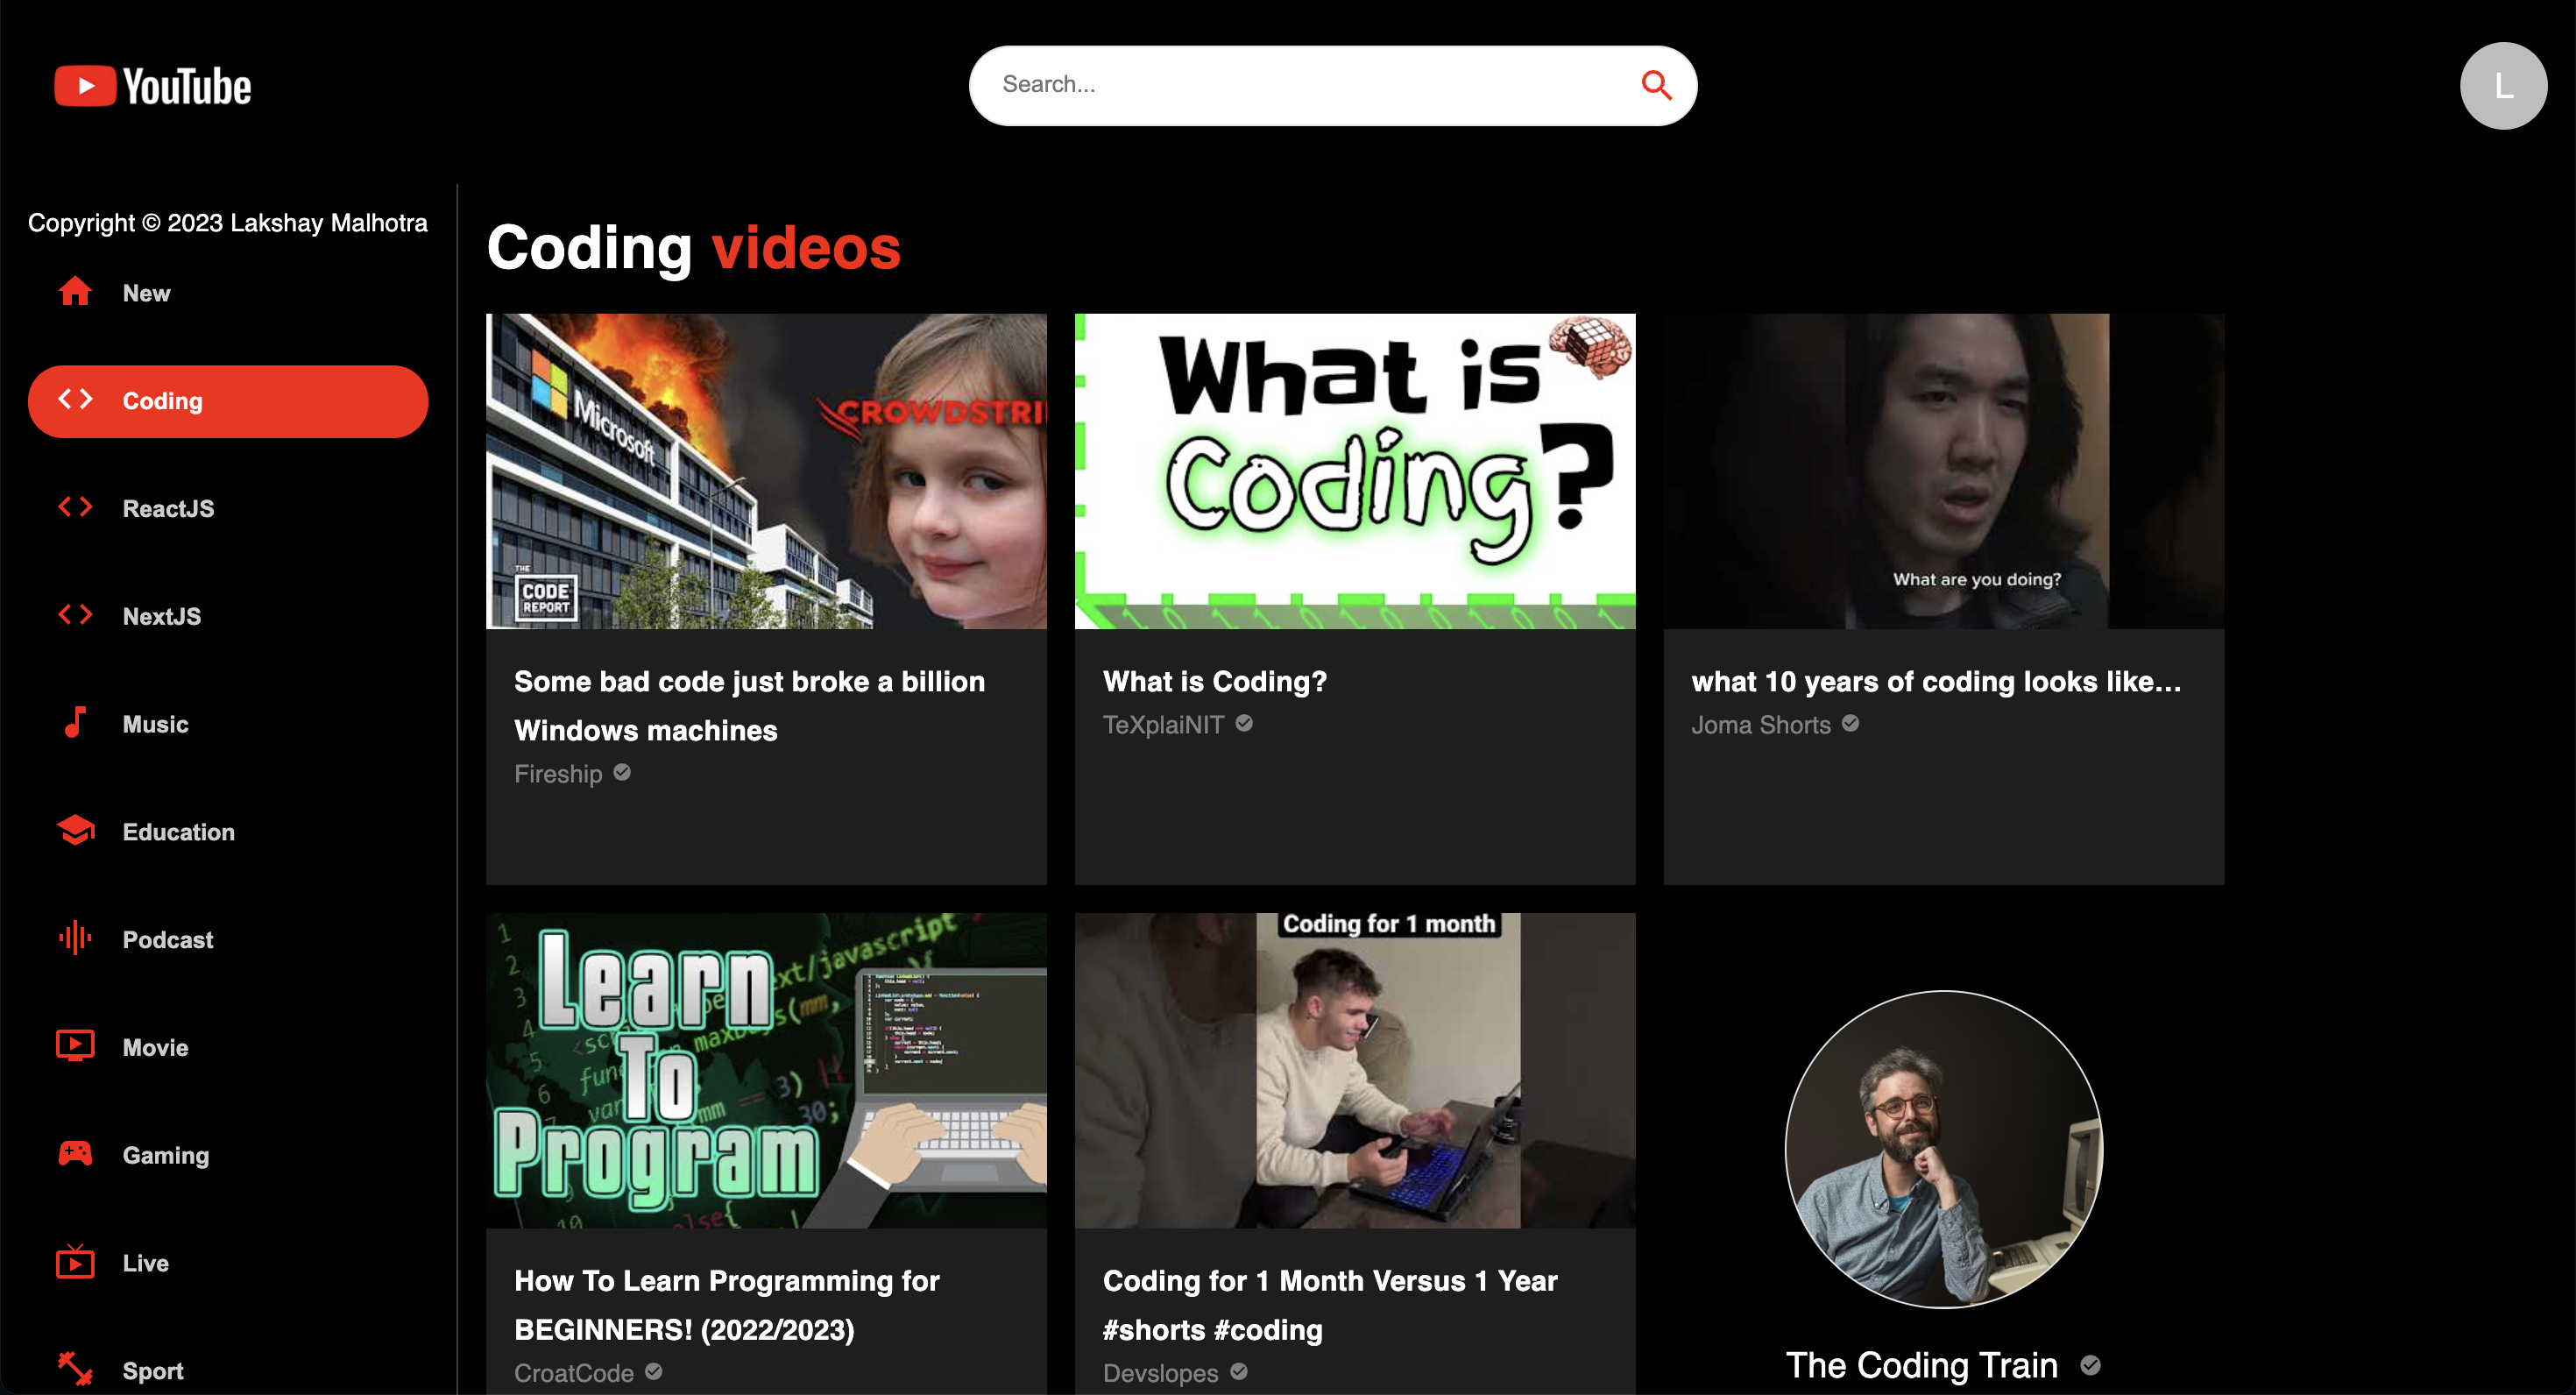 YouTube
Search...
L
Copyright © 2023 Lakshay Malhotra
New
Coding
ReactJS
NextJS
Music
Education
Podcast
Movie
Gaming
Live
Sport
Coding videos
Microsoft
CROWDSTRI
THE
CODE
REPORT
Some bad code just broke a billion
Windows machines
Fireship
What is
Coding?
What is Coding?
TeXplaiNIT
What are you doing?
what 10 years of coding looks like...
Joma Shorts
Learn
To
Program
How To Learn Programming for
BEGINNERS! (2022/2023)
CroatCode
Coding for 1 month
Coding for 1 Month Versus 1 Year
#shorts #coding
Devslopes
The Coding Train